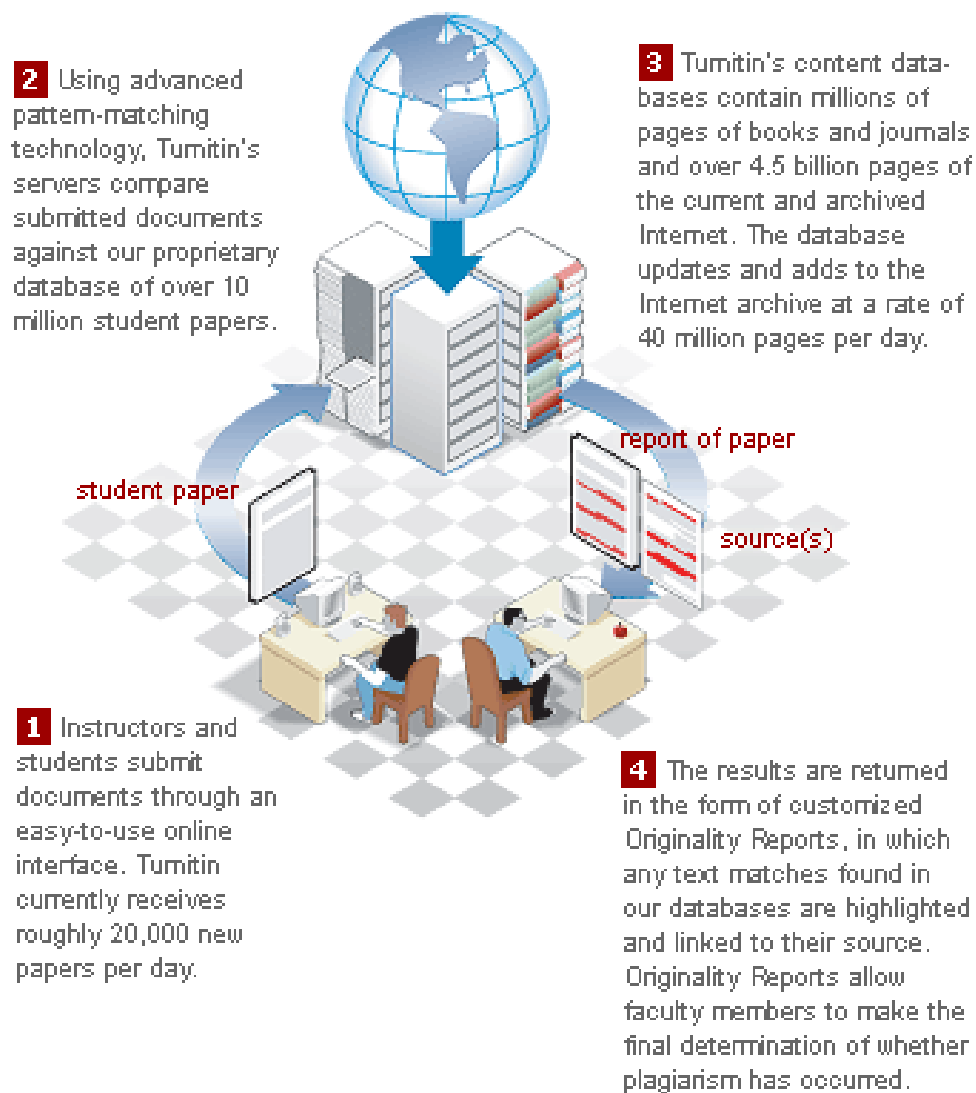 1 Instructors and
students submit
documents through an
easy-to-use online
interface. Turnitin
currently receives
roughly 20,000 new
papers per day.
student paper
2 Using advanced
pattern-matching
technology, Turnitin's
servers compare
submitted documents
against our proprietary
database of over 10
million student papers.
3 Turnitin's content data-
bases contain millions of
pages of books and journals
and over 4.5 billion pages of
the current and archived
Internet. The database
updates and adds to the
Internet archive at a rate of
40 million pages per day.
report of paper
source(s)
4 The results are returned
in the form of customized
Originality Reports, in which
any text matches found in
our databases are highlighted
and linked to their source.
Originality Reports allow
faculty members to make the
final determination of whether
plagiarism has occurred.